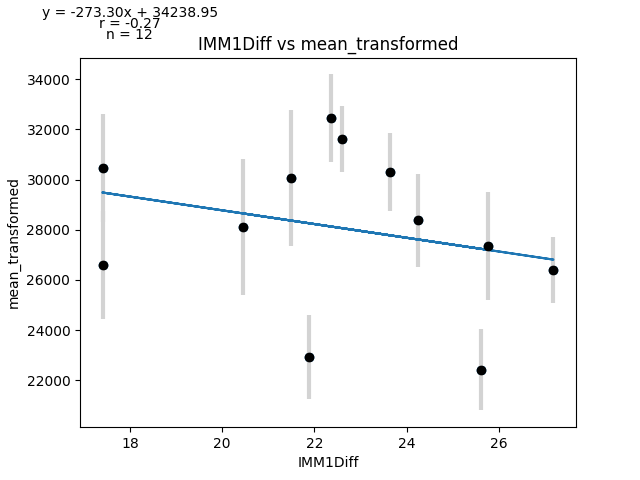 y = -273.30x + 34238.95
r = -0.27
n = 12
IMM1Diff vs mean_transformed
34000
32000
30000
28000
26000
24000
22000
mean_transformed
18
20
22
24
26
IMM1Diff